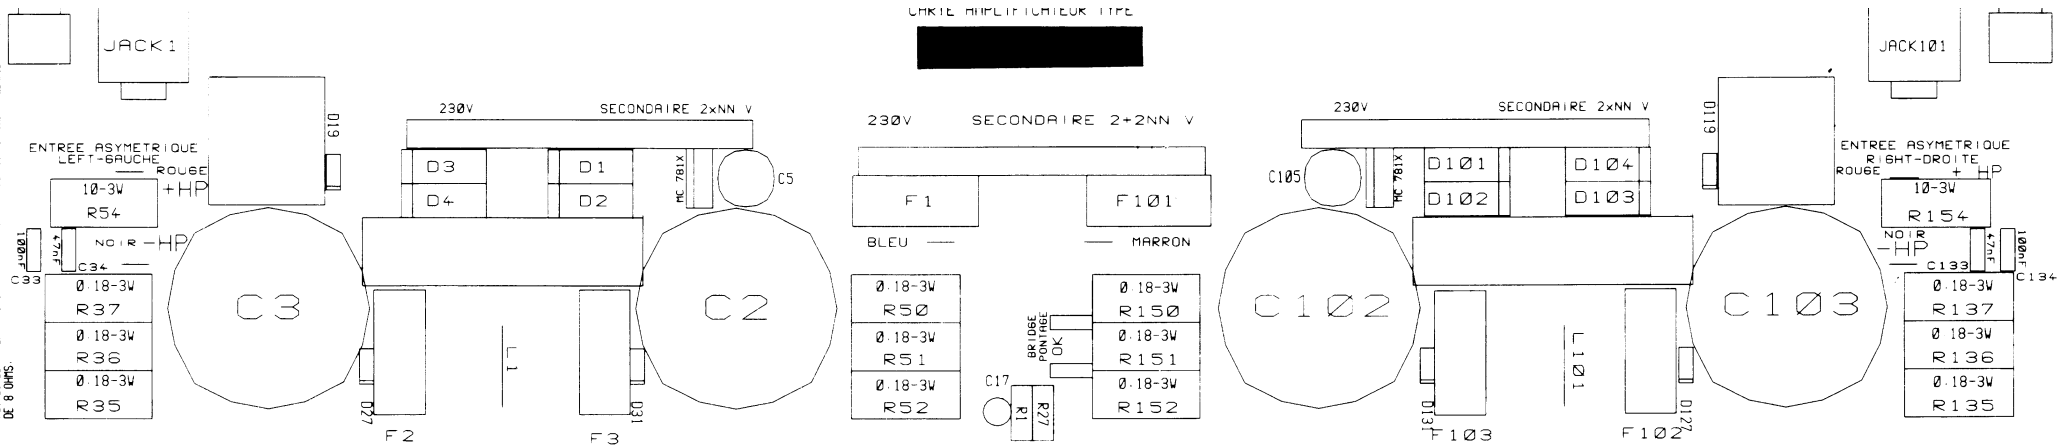 CARTE AMPLIFICATEUR TYPE
JACK1
JACK101
230V
SECONDAIRE 2xNN V
230V
SECONDAIRE 2+2NN V
230V
SECONDAIRE 2xNN V
D19
D119
ENTREE ASYMETRIQUE
LEFT-GAUCHE
ROUGE
+HP
10-3W
R54
NOIR
-HP
100nF
47nF
C33
C34
0.18-3W
R37
0.18-3W
R36
0.18-3W
R35
DE 8 OHMS.
C3
D3
D4
D1
D2
MC 781X
C5
C2
L1
D27
F2
D31
F3
F1
F101
BLEU
MARRON
0.18-3W
R50
0.18-3W
R51
0.18-3W
R52
BRIDGE
PONTAGE
OK
C17
R1
R27
0.18-3W
R150
0.18-3W
R151
0.18-3W
R152
C105
MC 781X
D101
D102
D104
D103
C102
L101
D131
F103
D127
F102
C103
ENTREE ASYMETRIQUE
RIGHT-DROITE
ROUGE
+ HP
10-3W
R154
NOIR
-HP
47nF
100nF
C133
C134
0.18-3W
R137
0.18-3W
R136
0.18-3W
R135